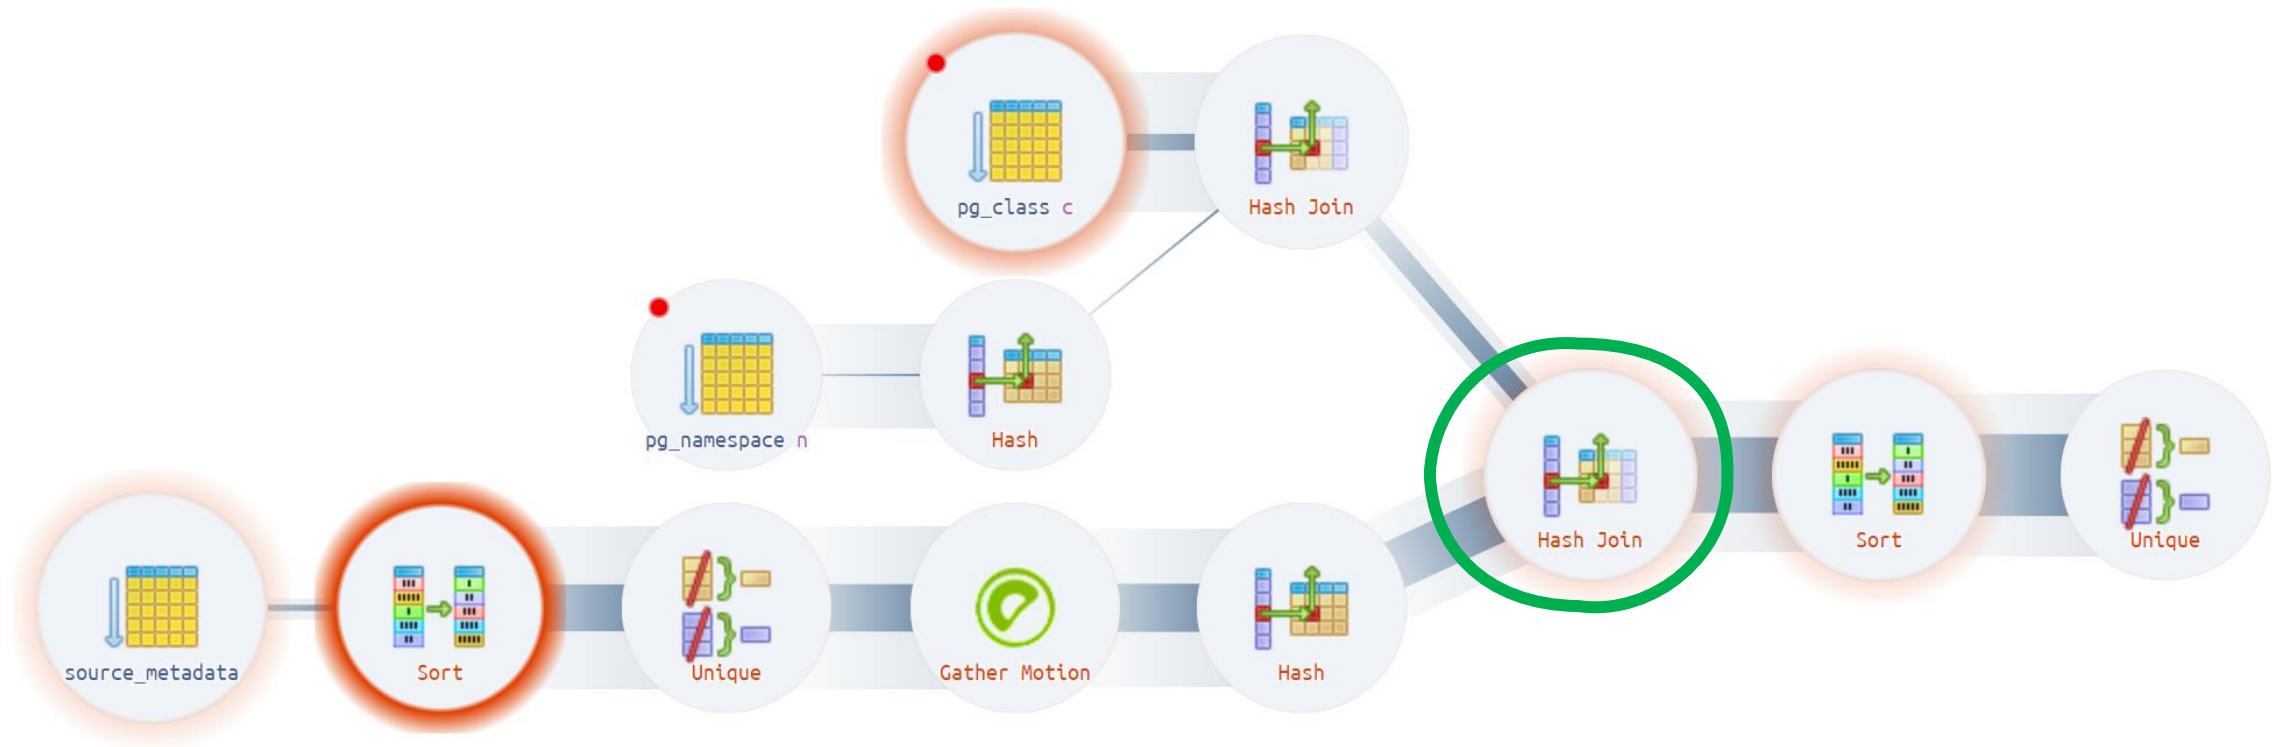 pg_class c
Hash Join
pg_namespace n
Hash
Hash Join
Sort
Unique
source_metadata
Sort
Unique
Gather Motion
Hash